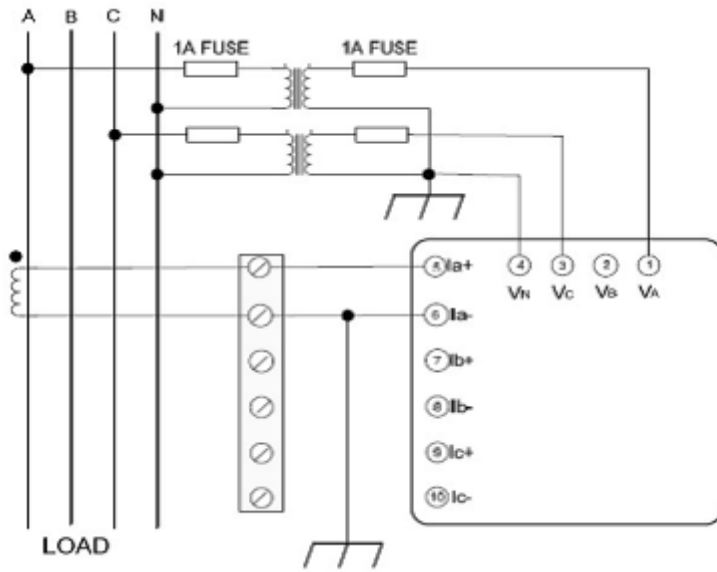 A B C N
1A FUSE 1A FUSE
5 Ia+ 4 3 2 1
VN VC VB VA
6 Ia-
7 Ib+
8 Ib-
9 Ic+
10 Ic-
LOAD